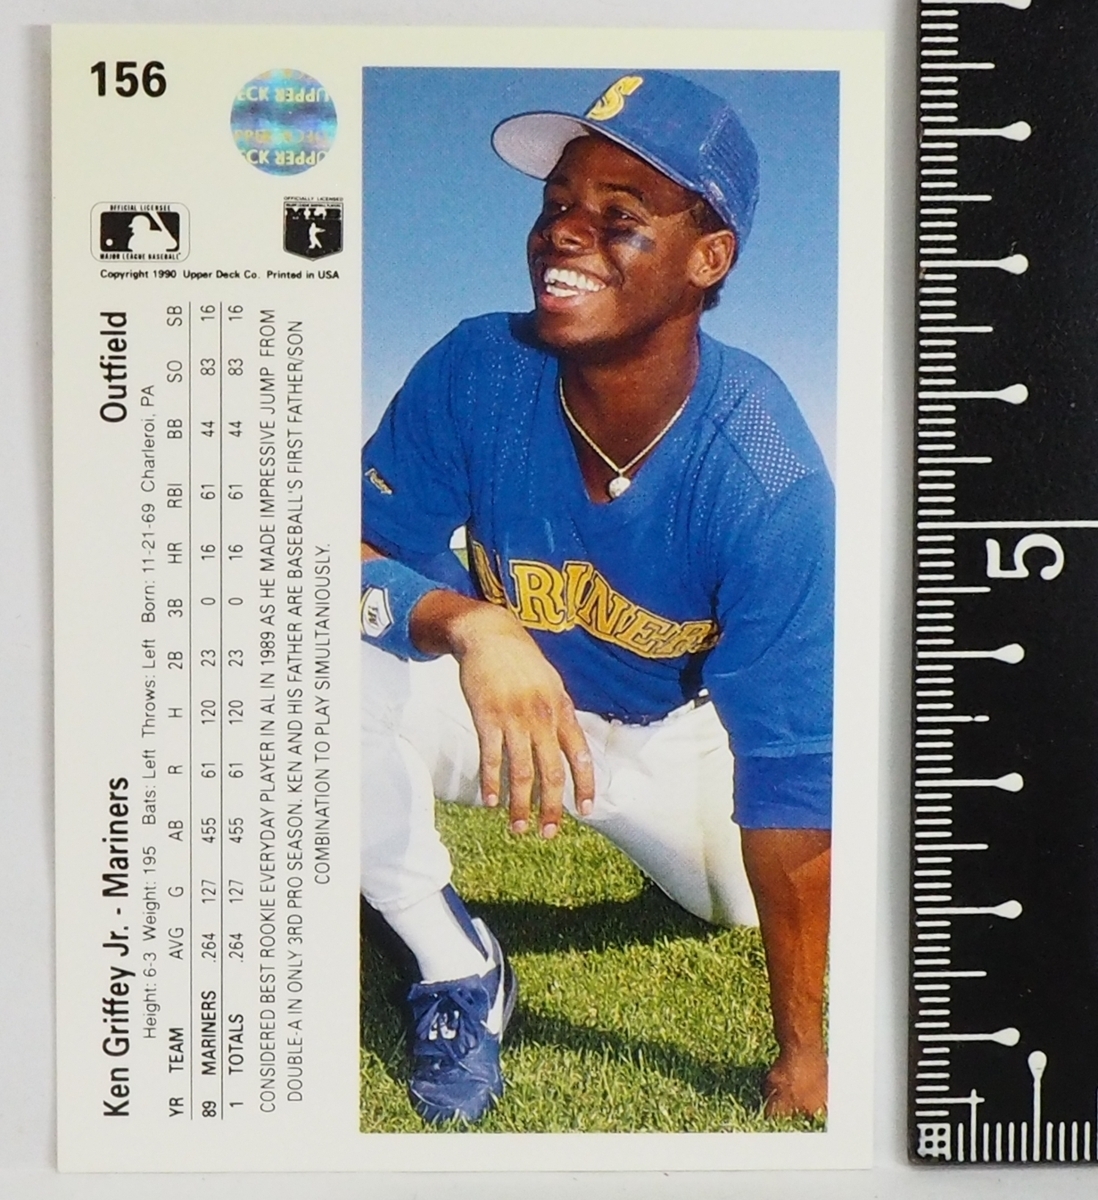 156
UPPER DECK
OFFICIAL LICENSEE
MAJOR LEAGUE BASEBALL
OFFICIALLY LICENSED
MLB
Copyright 1990 Upper Deck Co. Printed in USA
Ken Griffey Jr. - Mariners Outfield
Height: 6-3 Weight: 195 Bats: Left Throws: Left Born: 11-21-69 Charleroi, PA
YR TEAM AVG G AB R H 2B 3B HR RBI BB SO SB
89 MARINERS .264 127 455 61 120 23 0 16 61 44 83 16
1 TOTALS .264 127 455 61 120 23 0 16 61 44 83 16
CONSIDERED BEST ROOKIE EVERYDAY PLAYER IN AL IN 1989 AS HE MADE IMPRESSIVE JUMP FROM
DOUBLE-A IN ONLY 3RD PRO SEASON. KEN AND HIS FATHER ARE BASEBALL'S FIRST FATHER/SON
COMBINATION TO PLAY SIMULTANIOUSLY.
S
MARINERS
5